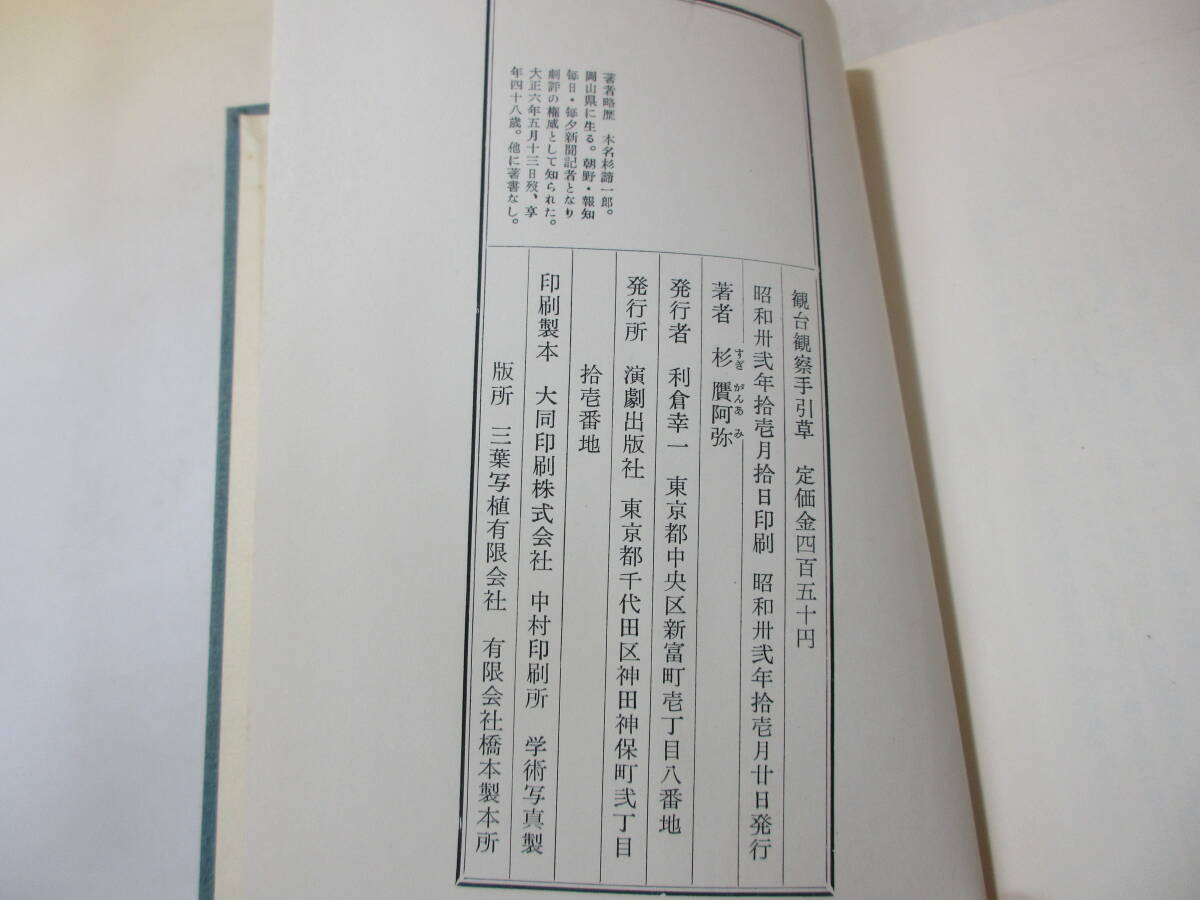 著者略歴 本名杉諦一郎。
岡山県に生る。朝野・報知
毎日・毎夕新聞記者となり
劇評の権威として知られた。
大正六年五月十三日歿、享
年四十八歳。他に著書なし。
観台観察手引草 定価金四百五十円
昭和卅弐年拾壱月拾日印刷 昭和卅弐年拾壱月廿日発行
著者 杉贋阿弥
すぎ がんあみ
発行者 利倉幸一 東京都中央区新富町壱丁目八番地
発行所 演劇出版社 東京都千代田区神田神保町弐丁目
拾壱番地
印刷製本 大同印刷株式会社 中村印刷所 学術写真製
版所 三葉写植有限会社 有限会社橋本製本所